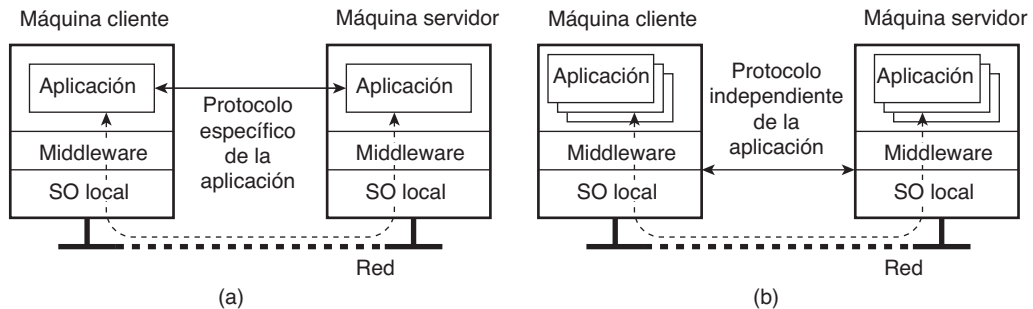 Máquina cliente
Máquina servidor
Aplicación
Aplicación
Protocolo
específico
de la
aplicación
Middleware
Middleware
SO local
SO local
Red
(a)
Máquina cliente
Máquina servidor
Aplicación
Aplicación
Protocolo
independiente
de la
aplicación
Middleware
Middleware
SO local
SO local
Red
(b)